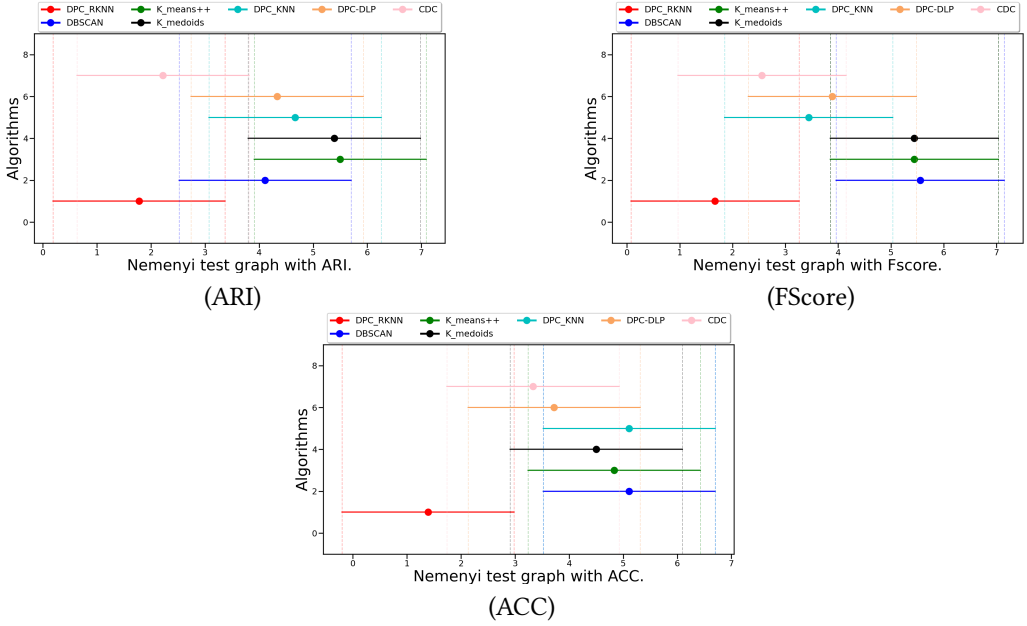 DPC_RKNN K_means++ DPC_KNN DPC-DLP CDC
DBSCAN K_medoids
8
6
4
2
0
Algorithms
0 1 2 3 4 5 6 7
Nemenyi test graph with ARI.
(ARI)
DPC_RKNN K_means++ DPC_KNN DPC-DLP CDC
DBSCAN K_medoids
8
6
4
2
0
Algorithms
0 1 2 3 4 5 6 7
Nemenyi test graph with Fscore.
(FScore)
DPC_RKNN K_means++ DPC_KNN DPC-DLP CDC
DBSCAN K_medoids
8
6
4
2
0
Algorithms
0 1 2 3 4 5 6 7
Nemenyi test graph with ACC.
(ACC)